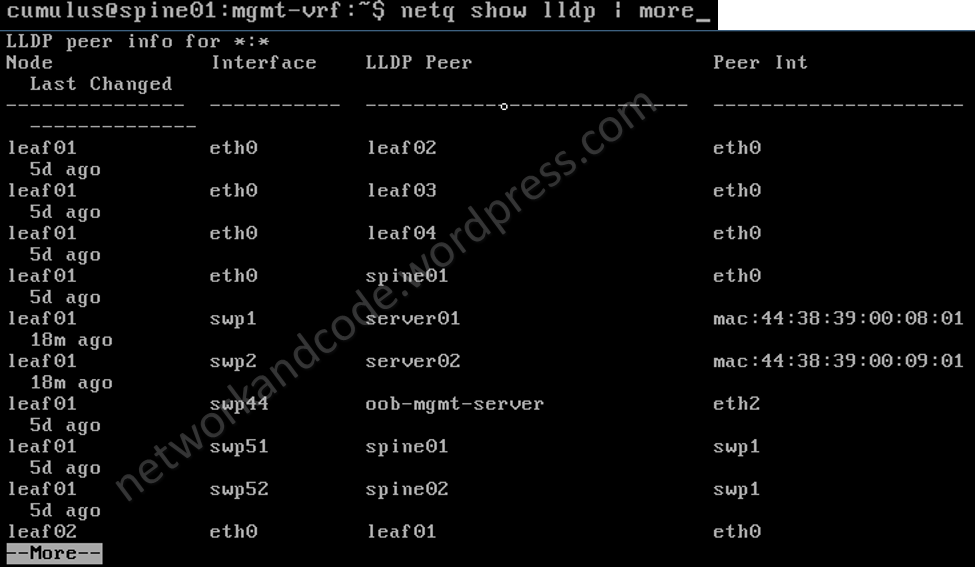 cumulus@spine01:mgmt-vrf:~$ netq show lldp | more_
LLDP peer info for *:*
Node Interface LLDP Peer Peer Int
Last Changed
--------------- ----------- ------------------------------ ---------------------
--------------
leaf01 eth0 leaf02 eth0
5d ago
leaf01 eth0 leaf03 eth0
5d ago
leaf01 eth0 leaf04 eth0
5d ago
leaf01 eth0 spine01 eth0
5d ago
leaf01 swp1 server01 mac:44:38:39:00:08:01
18m ago
leaf01 swp2 server02 mac:44:38:39:00:09:01
18m ago
leaf01 swp44 oob-mgmt-server eth2
5d ago
leaf01 swp51 spine01 swp1
5d ago
leaf01 swp52 spine02 swp1
5d ago
leaf02 eth0 leaf01 eth0
--More--
networkandcode.wordpress.com